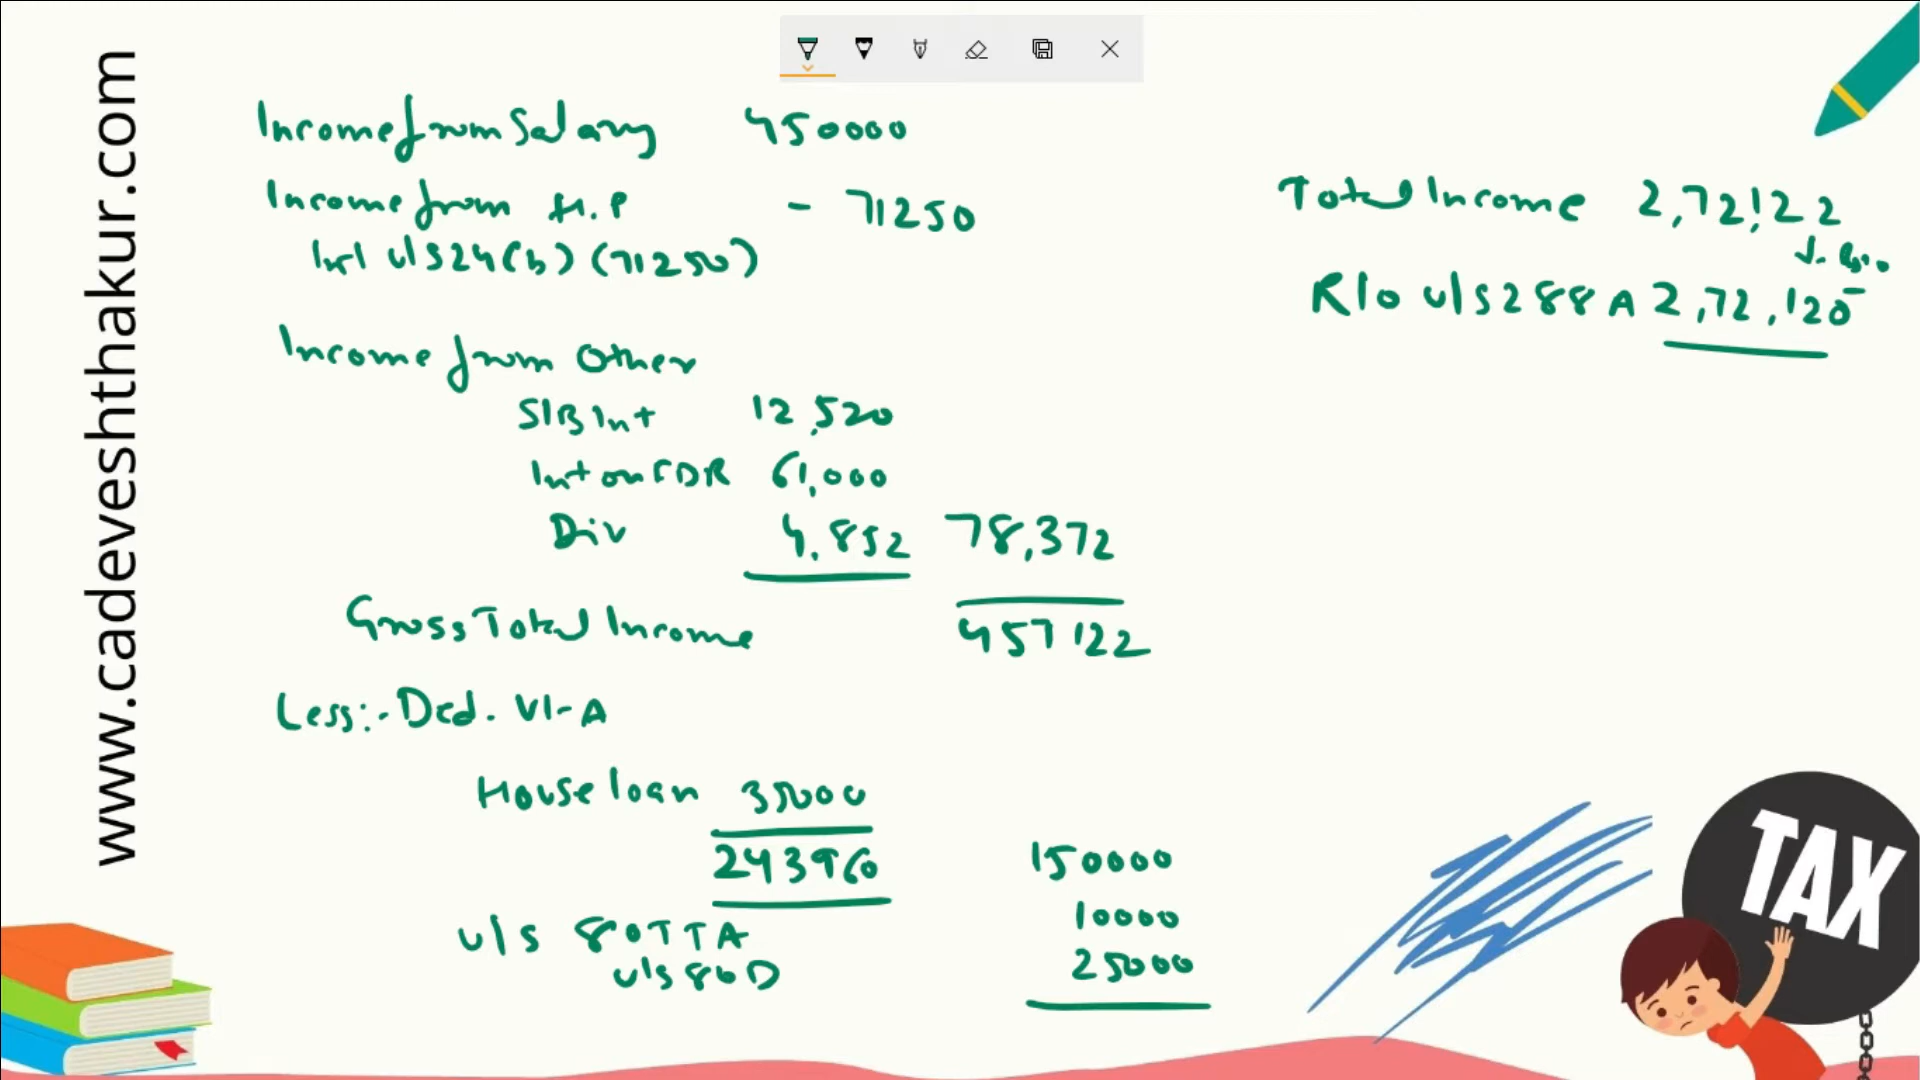 www.cadeveshthakur.com
Income from Salary 450000
Income from H.P - 71250
Int u/s 24(b) (71250)
Income from Other
S/B Int 12,520
Int on FDR 61,000
Div 4,852 78,372
Gross Total Income 457122
Less:- Ded. VI-A
House loan 35000
243960 150000
u/s 80TTA 10000
u/s 80D 25000
Total Income 2,72,122
R/o u/s 288A 2,72,120
TAX